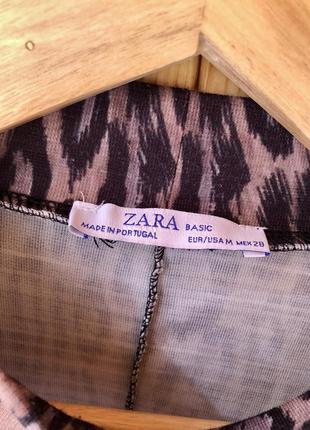 ZARA BASIC
MADE IN PORTUGAL EUR/USA M MEX 28